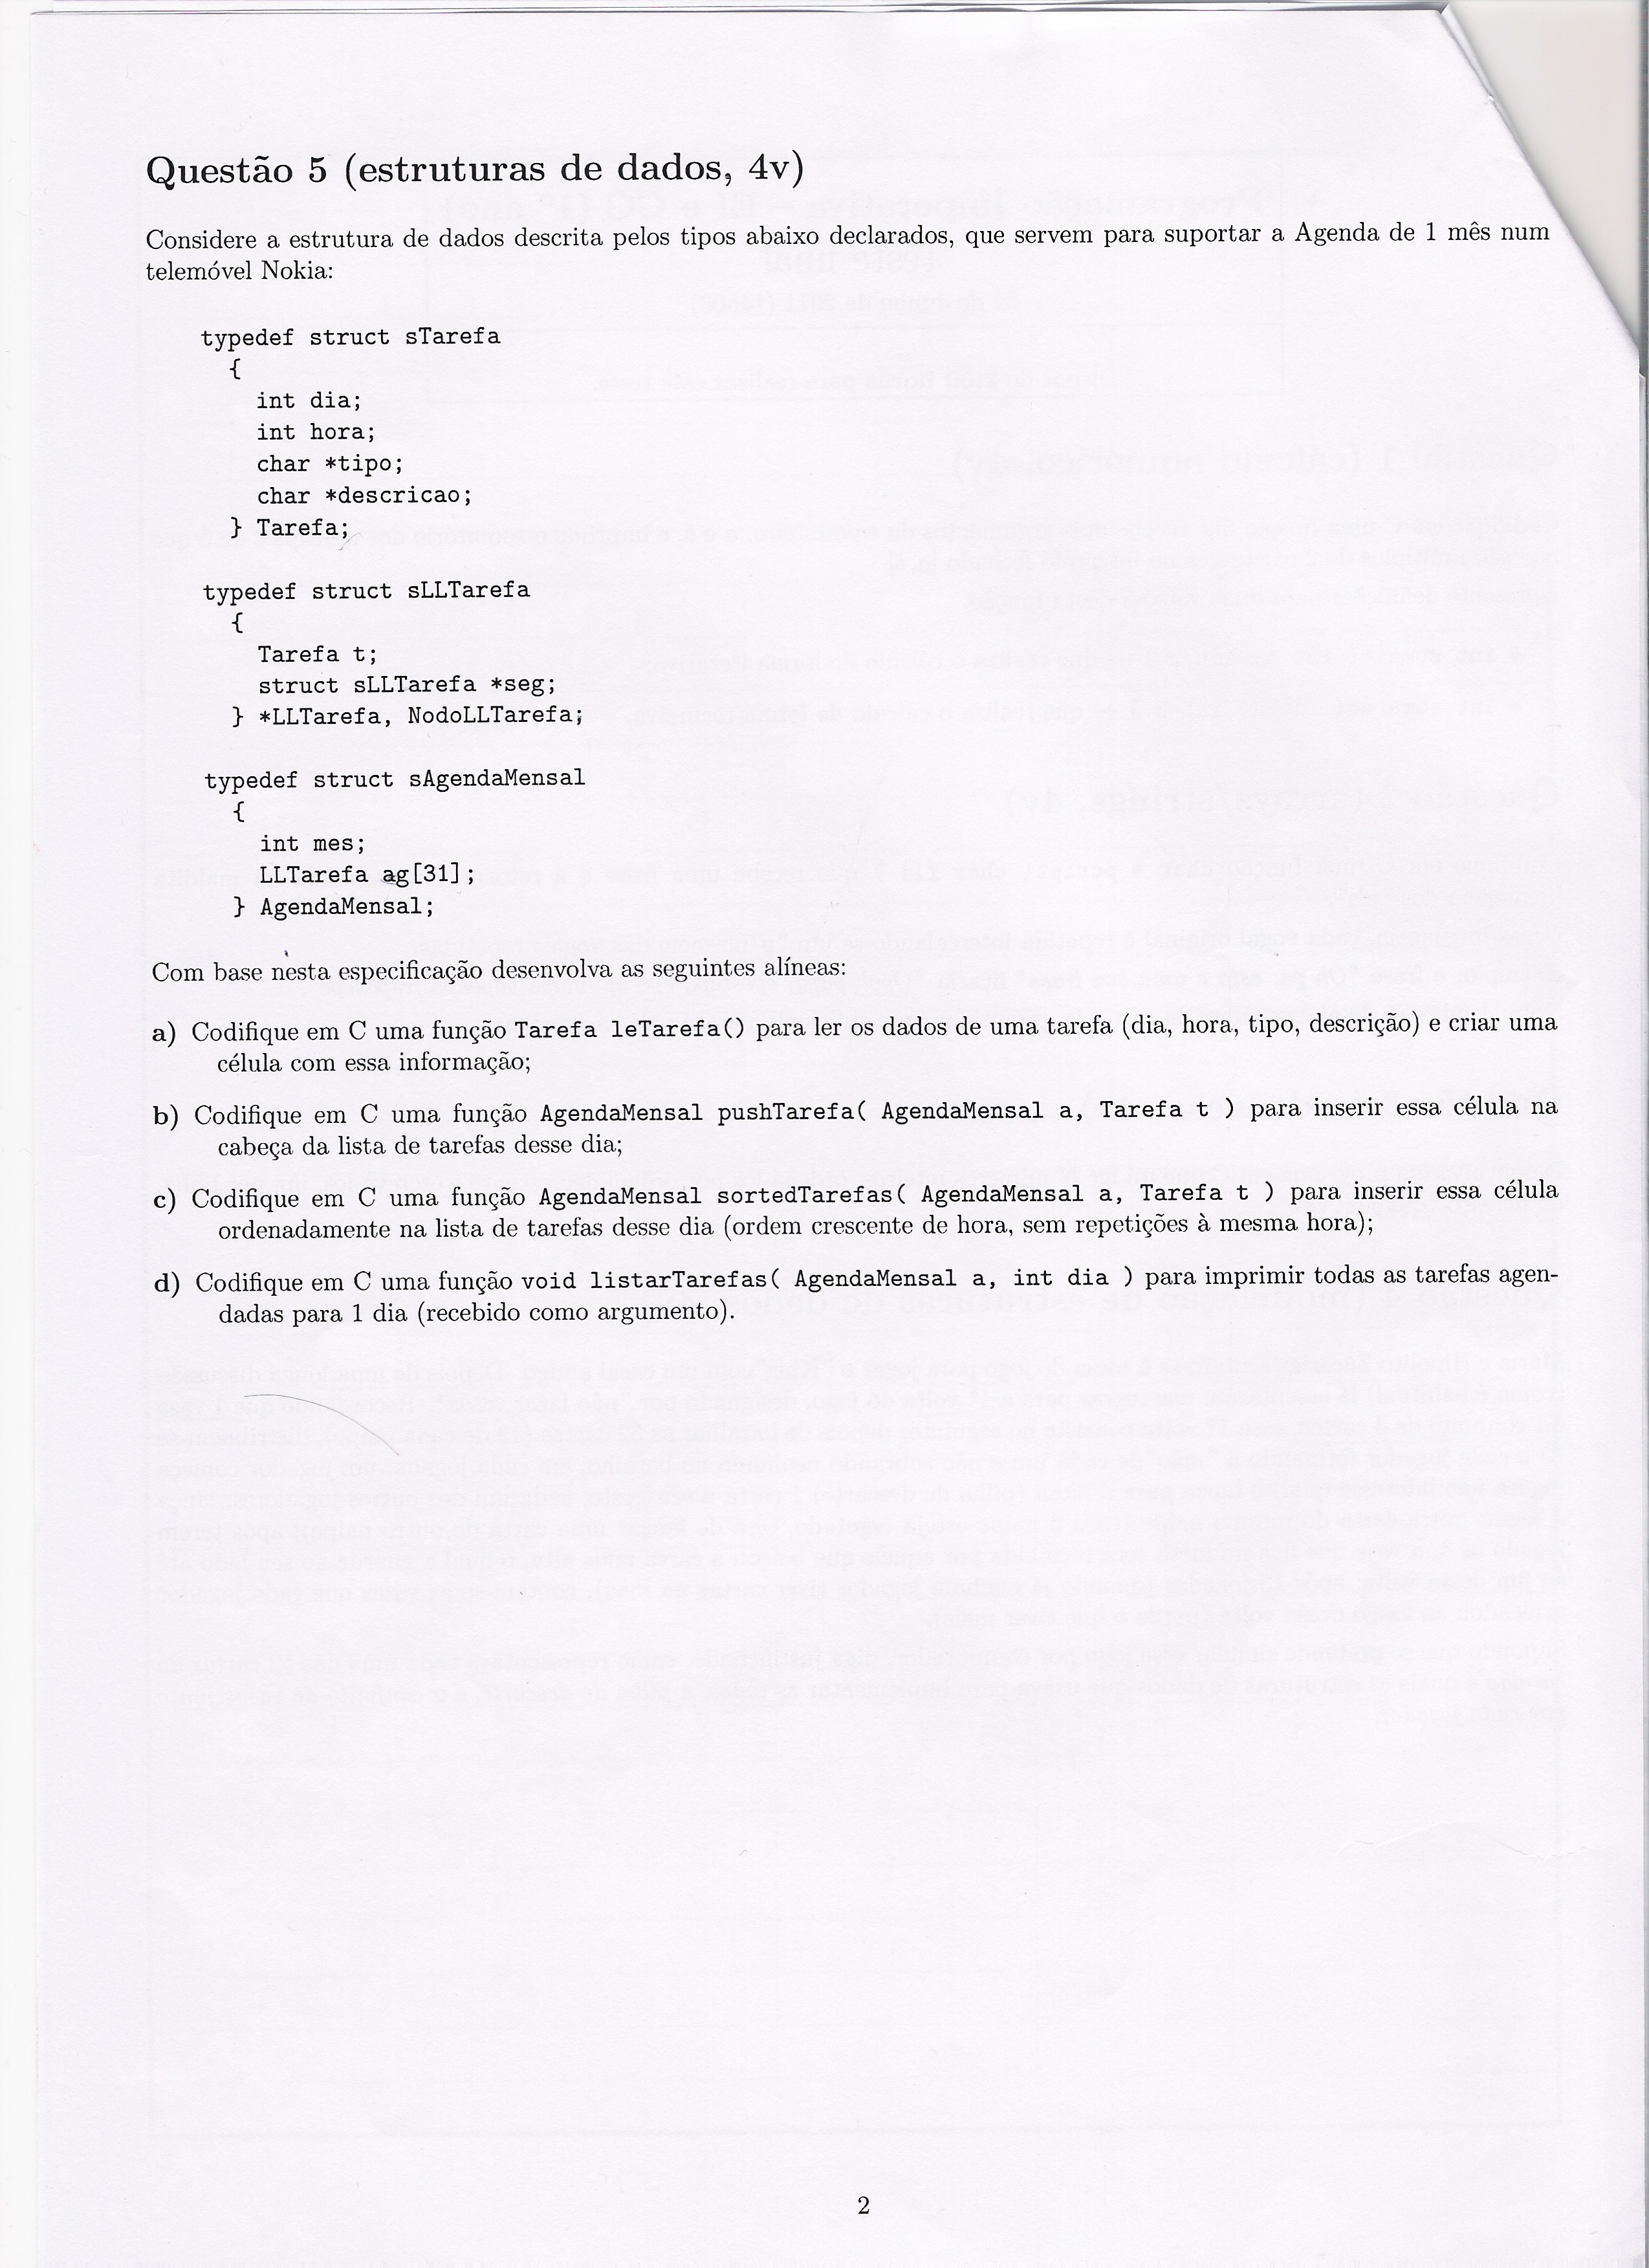 Questão 5 (estruturas de dados, 4v)
Considere a estrutura de dados descrita pelos tipos abaixo declarados, que servem para suportar a Agenda de 1 mês num
telemóvel Nokia:
typedef struct sTarefa
{
int dia;
int hora;
char *tipo;
char *descricao;
} Tarefa;
typedef struct sLLTarefa
{
Tarefa t;
struct sLLTarefa *seg;
} *LLTarefa, NodoLLTarefa;
typedef struct sAgendaMensal
{
int mes;
LLTarefa ag[31];
} AgendaMensal;
Com base nesta especificação desenvolva as seguintes alíneas:
a) Codifique em C uma função Tarefa leTarefa() para ler os dados de uma tarefa (dia, hora, tipo, descrição) e criar uma
célula com essa informação;
b) Codifique em C uma função AgendaMensal pushTarefa( AgendaMensal a, Tarefa t ) para inserir essa célula na
cabeça da lista de tarefas desse dia;
c) Codifique em C uma função AgendaMensal sortedTarefas( AgendaMensal a, Tarefa t ) para inserir essa célula
ordenadamente na lista de tarefas desse dia (ordem crescente de hora, sem repetições à mesma hora);
d) Codifique em C uma função void listarTarefas( AgendaMensal a, int dia ) para imprimir todas as tarefas agen-
dadas para 1 dia (recebido como argumento).
2